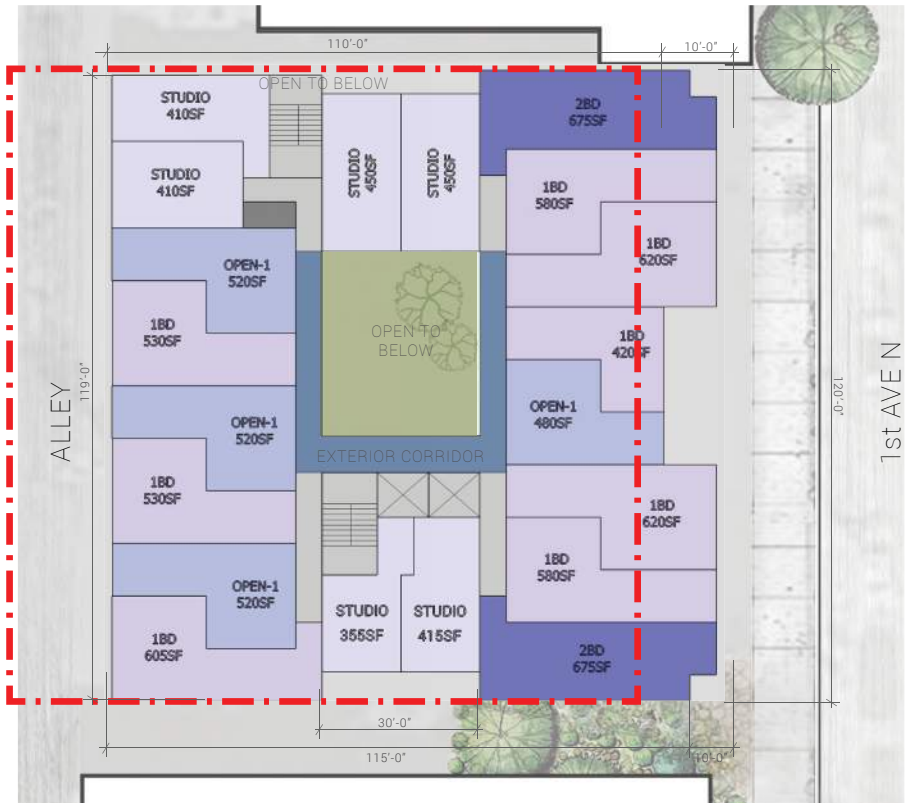 110'-0"
10'-0"
OPEN TO BELOW
STUDIO
410SF
2BD
675SF
STUDIO
410SF
STUDIO
450SF
STUDIO
450SF
1BD
580SF
1BD
620SF
OPEN-1
520SF
1BD
530SF
OPEN TO
BELOW
1BD
420SF
119'-0"
120'-0"
ALLEY
1st AVE N
OPEN-1
520SF
OPEN-1
480SF
EXTERIOR CORRIDOR
1BD
530SF
1BD
620SF
1BD
580SF
OPEN-1
520SF
STUDIO
355SF
STUDIO
415SF
1BD
605SF
2BD
675SF
30'-0"
115'-0"
10'-0"